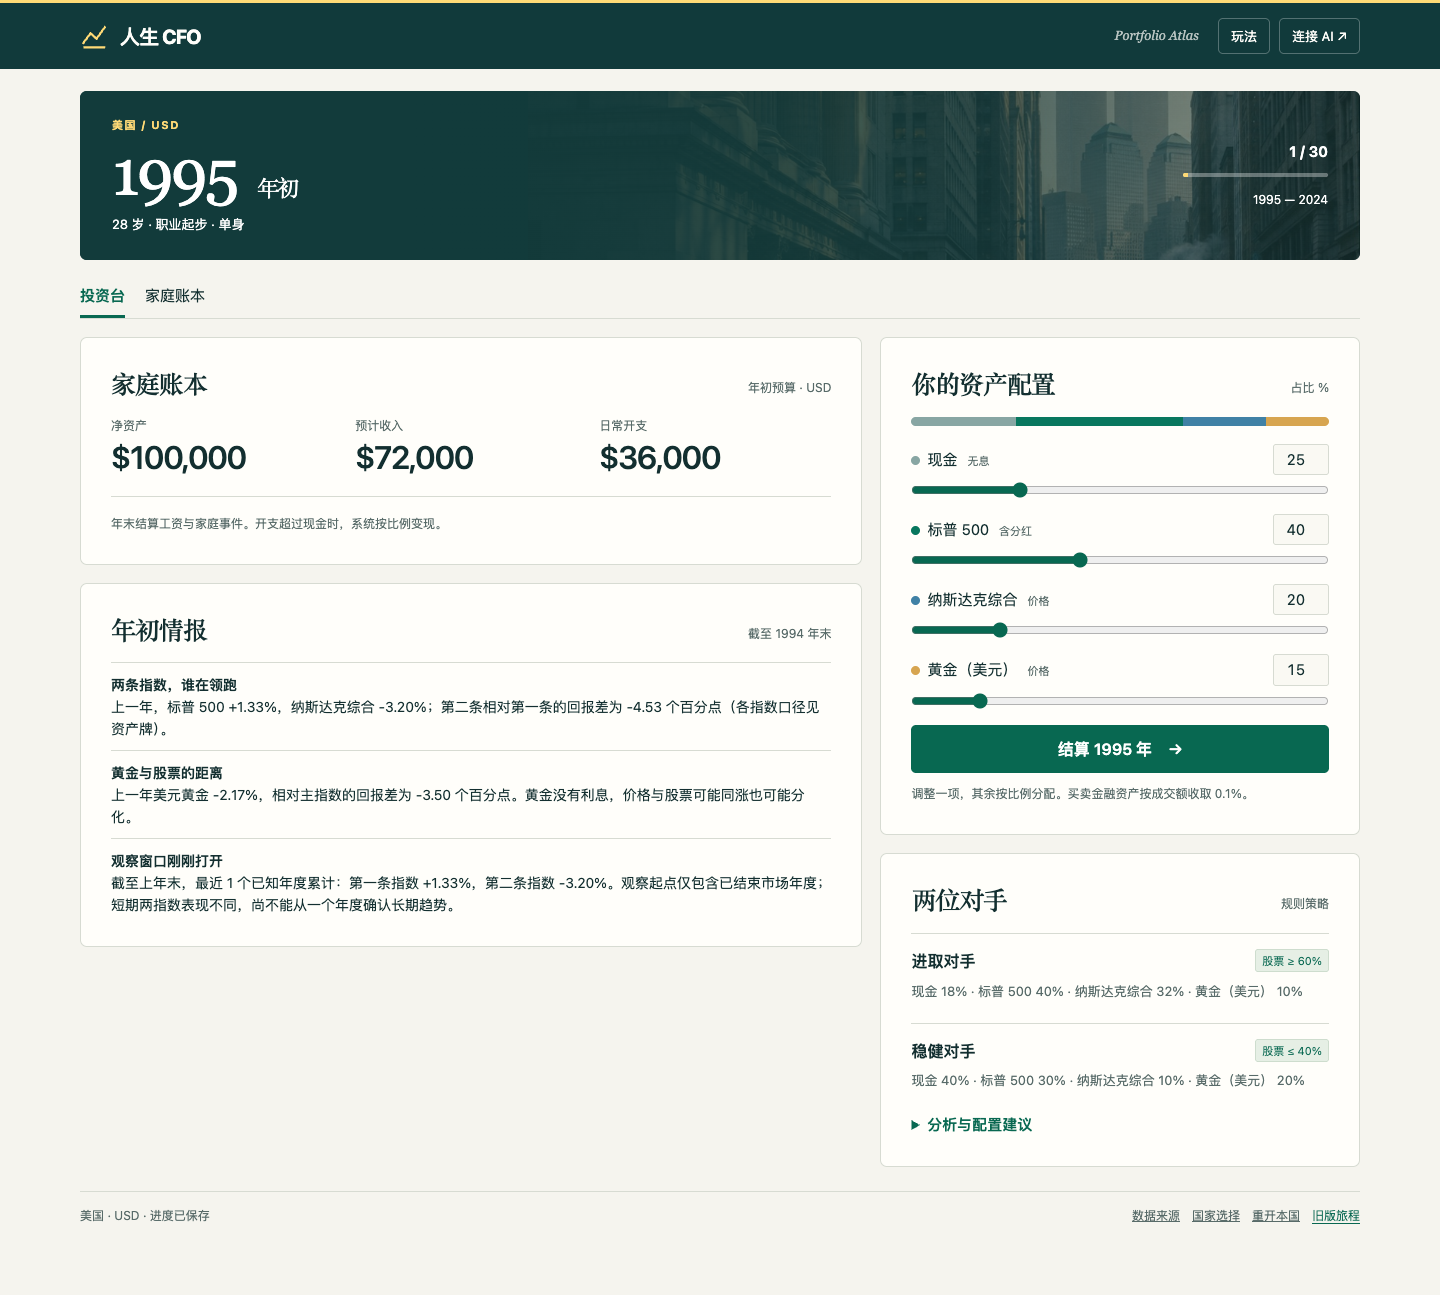 人生 CFO
Portfolio Atlas
玩法
连接 AI ↗
美国 / USD
1995 年初
28 岁 · 职业起步 · 单身
1 / 30
1995 — 2024
投资台
家庭账本
家庭账本
年初预算 · USD
净资产
$100,000
预计收入
$72,000
日常开支
$36,000
年末结算工资与家庭事件。开支超过现金时，系统按比例变现。
年初情报
截至 1994 年末
两条指数，谁在领跑
上一年，标普 500 +1.33%，纳斯达克综合 -3.20%；第二条相对第一条的回报差为 -4.53 个百分点（各指数口径见
资产牌）。
黄金与股票的距离
上一年美元黄金 -2.17%，相对主指数的回报差为 -3.50 个百分点。黄金没有利息，价格与股票可能同涨也可能分
化。
观察窗口刚刚打开
截至上年末，最近 1 个已知年度累计：第一条指数 +1.33%，第二条指数 -3.20%。观察起点仅包含已结束市场年度；
短期两指数表现不同，尚不能从一个年度确认长期趋势。
你的资产配置
占比 %
现金 无息
25
标普 500 含分红
40
纳斯达克综合 价格
20
黄金（美元） 价格
15
结算 1995 年 →
调整一项，其余按比例分配。买卖金融资产按成交额收取 0.1%。
两位对手
规则策略
进取对手
股票 ≥ 60%
现金 18% · 标普 500 40% · 纳斯达克综合 32% · 黄金（美元） 10%
稳健对手
股票 ≤ 40%
现金 40% · 标普 500 30% · 纳斯达克综合 10% · 黄金（美元） 20%
▶ 分析与配置建议
美国 · USD · 进度已保存
数据来源
国家选择
重开本国
旧版旅程